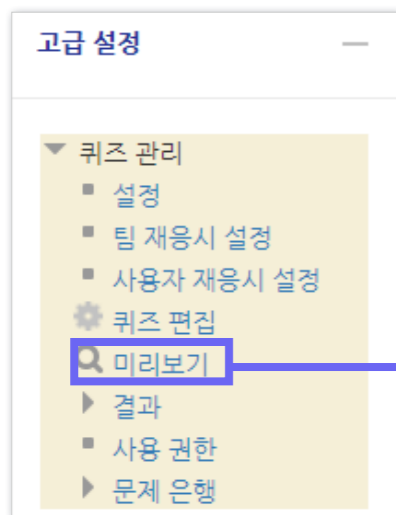 고급 설정
퀴즈 관리
설정
팀 재응시 설정
사용자 재응시 설정
퀴즈 편집
미리보기
결과
사용 권한
문제 은행